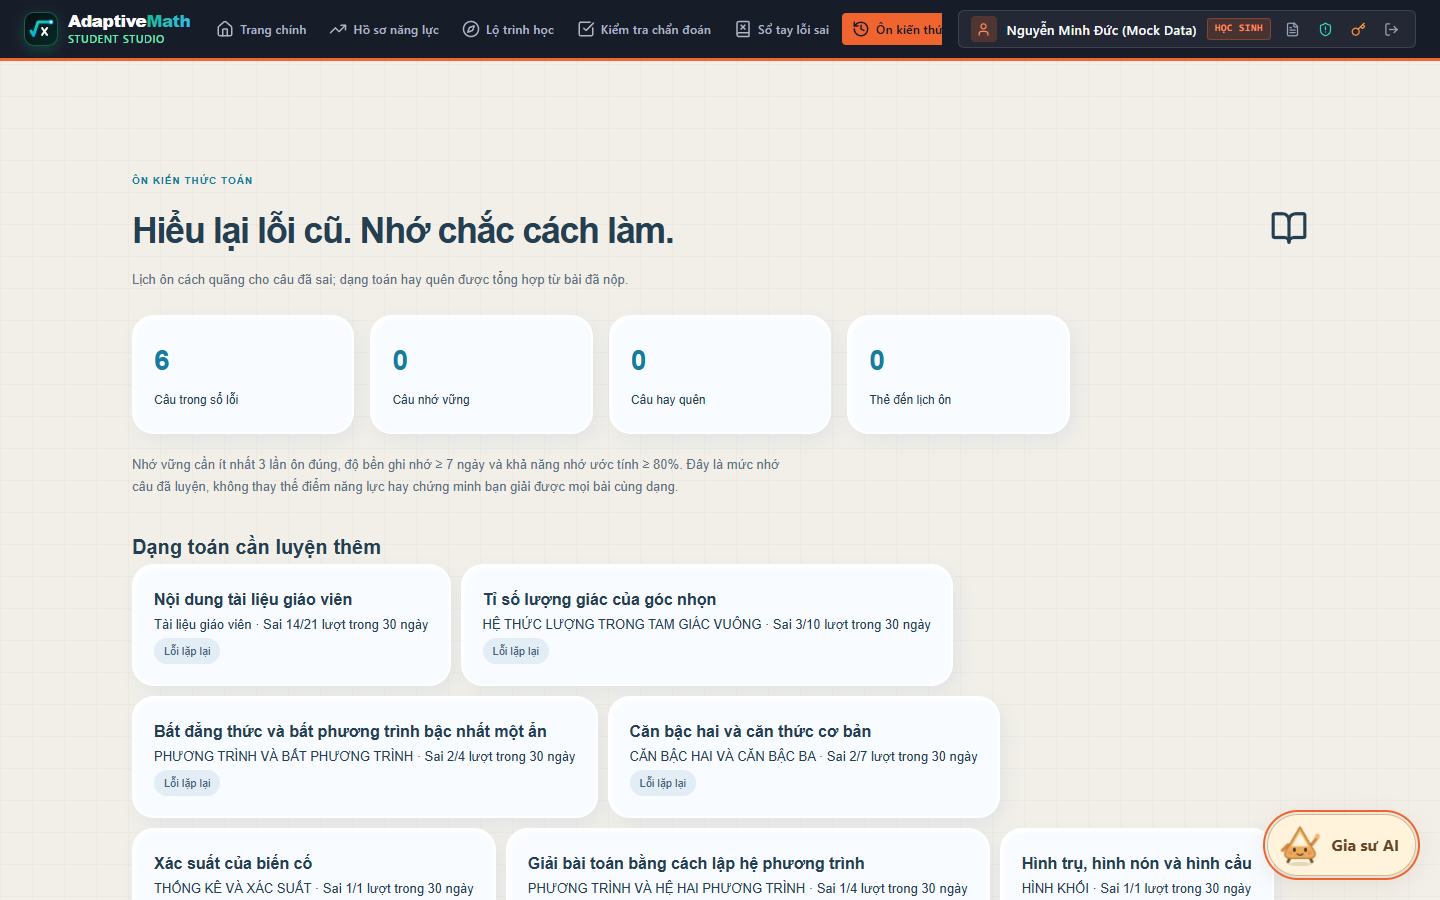 AdaptiveMath
STUDENT STUDIO
Trang chính
Hồ sơ năng lực
Lộ trình học
Kiểm tra chẩn đoán
Sổ tay lỗi sai
Ôn kiến thứ
Nguyễn Minh Đức (Mock Data)
HỌC SINH
ÔN KIẾN THỨC TOÁN
Hiểu lại lỗi cũ. Nhớ chắc cách làm.
Lịch ôn cách quãng cho câu đã sai; dạng toán hay quên được tổng hợp từ bài đã nộp.
6
Câu trong sổ lỗi
0
Câu nhớ vững
0
Câu hay quên
0
Thẻ đến lịch ôn
Nhớ vững cần ít nhất 3 lần ôn đúng, độ bền ghi nhớ ≥ 7 ngày và khả năng nhớ ước tính ≥ 80%. Đây là mức nhớ
câu đã luyện, không thay thế điểm năng lực hay chứng minh bạn giải được mọi bài cùng dạng.
Dạng toán cần luyện thêm
Nội dung tài liệu giáo viên
Tài liệu giáo viên · Sai 14/21 lượt trong 30 ngày
Lỗi lặp lại
Tỉ số lượng giác của góc nhọn
HỆ THỨC LƯỢNG TRONG TAM GIÁC VUÔNG · Sai 3/10 lượt trong 30 ngày
Lỗi lặp lại
Bất đẳng thức và bất phương trình bậc nhất một ẩn
PHƯƠNG TRÌNH VÀ BẤT PHƯƠNG TRÌNH · Sai 2/4 lượt trong 30 ngày
Lỗi lặp lại
Căn bậc hai và căn thức cơ bản
CĂN BẬC HAI VÀ CĂN BẬC BA · Sai 2/7 lượt trong 30 ngày
Lỗi lặp lại
Xác suất của biến cố
THỐNG KÊ VÀ XÁC SUẤT · Sai 1/1 lượt trong 30 ngày
Giải bài toán bằng cách lập hệ phương trình
PHƯƠNG TRÌNH VÀ HỆ HAI PHƯƠNG TRÌNH · Sai 1/4 lượt trong 30 ngày
Hình trụ, hình nón và hình cầu
HÌNH KHỐI · Sai 1/1 lượt trong 30 ngày
Gia sư AI